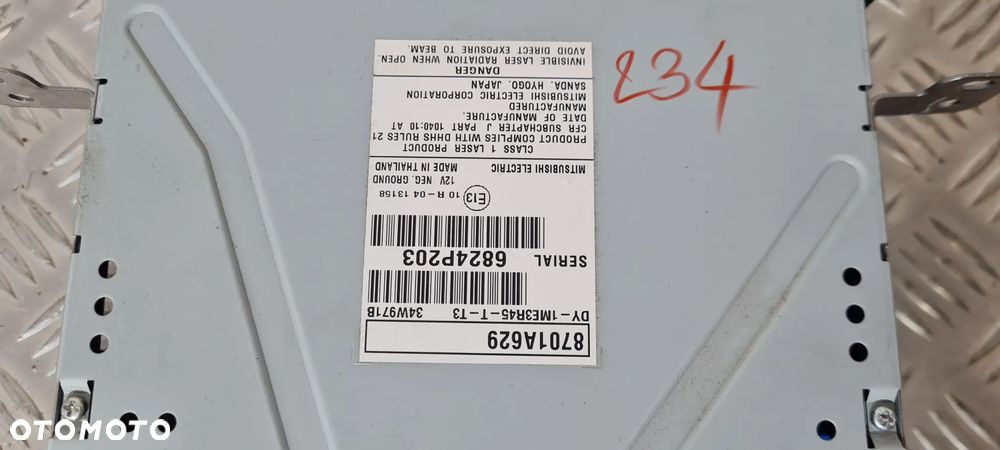 8701A629
DY-1ME3R45-T-T3 34W971B
SERIAL 6824P203
E13
10 R-04 13158
12V NEG. GROUND
MITSUBISHI ELECTRIC MADE IN THAILAND
CLASS 1 LASER PRODUCT
PRODUCT COMPLIES WITH DHHS RULES 21
CFR SUBCHAPTER J PART 1040:10 AT
DATE OF MANUFACTURE.
MANUFACTURED
MITSUBISHI ELECTRIC CORPORATION
SANDA. HYOGO. JAPAN
DANGER
INVISIBLE LASER RADIATION WHEN OPEN.
AVOID DIRECT EXPOSURE TO BEAM.
234
OTOMOTO